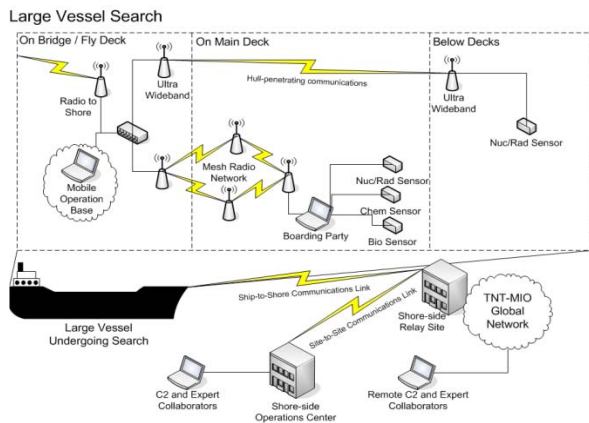 Large Vessel Search
On Bridge / Fly Deck
On Main Deck
Below Decks
Radio to
Shore
Ultra
Wideband
Hull-penetrating communications
Ultra
Wideband
Nuc/Rad Sensor
Mobile
Operation
Base
Mesh Radio
Network
Boarding Party
Nuc/Rad Sensor
Chem Sensor
Bio Sensor
Large Vessel
Undergoing Search
Ship-to-Shore Communications Link
Site-to-Site Communications Link
Shore-side
Relay Site
TNT-MIO
Global
Network
C2 and Expert
Collaborators
Shore-side
Operations Center
Remote C2 and Expert
Collaborators